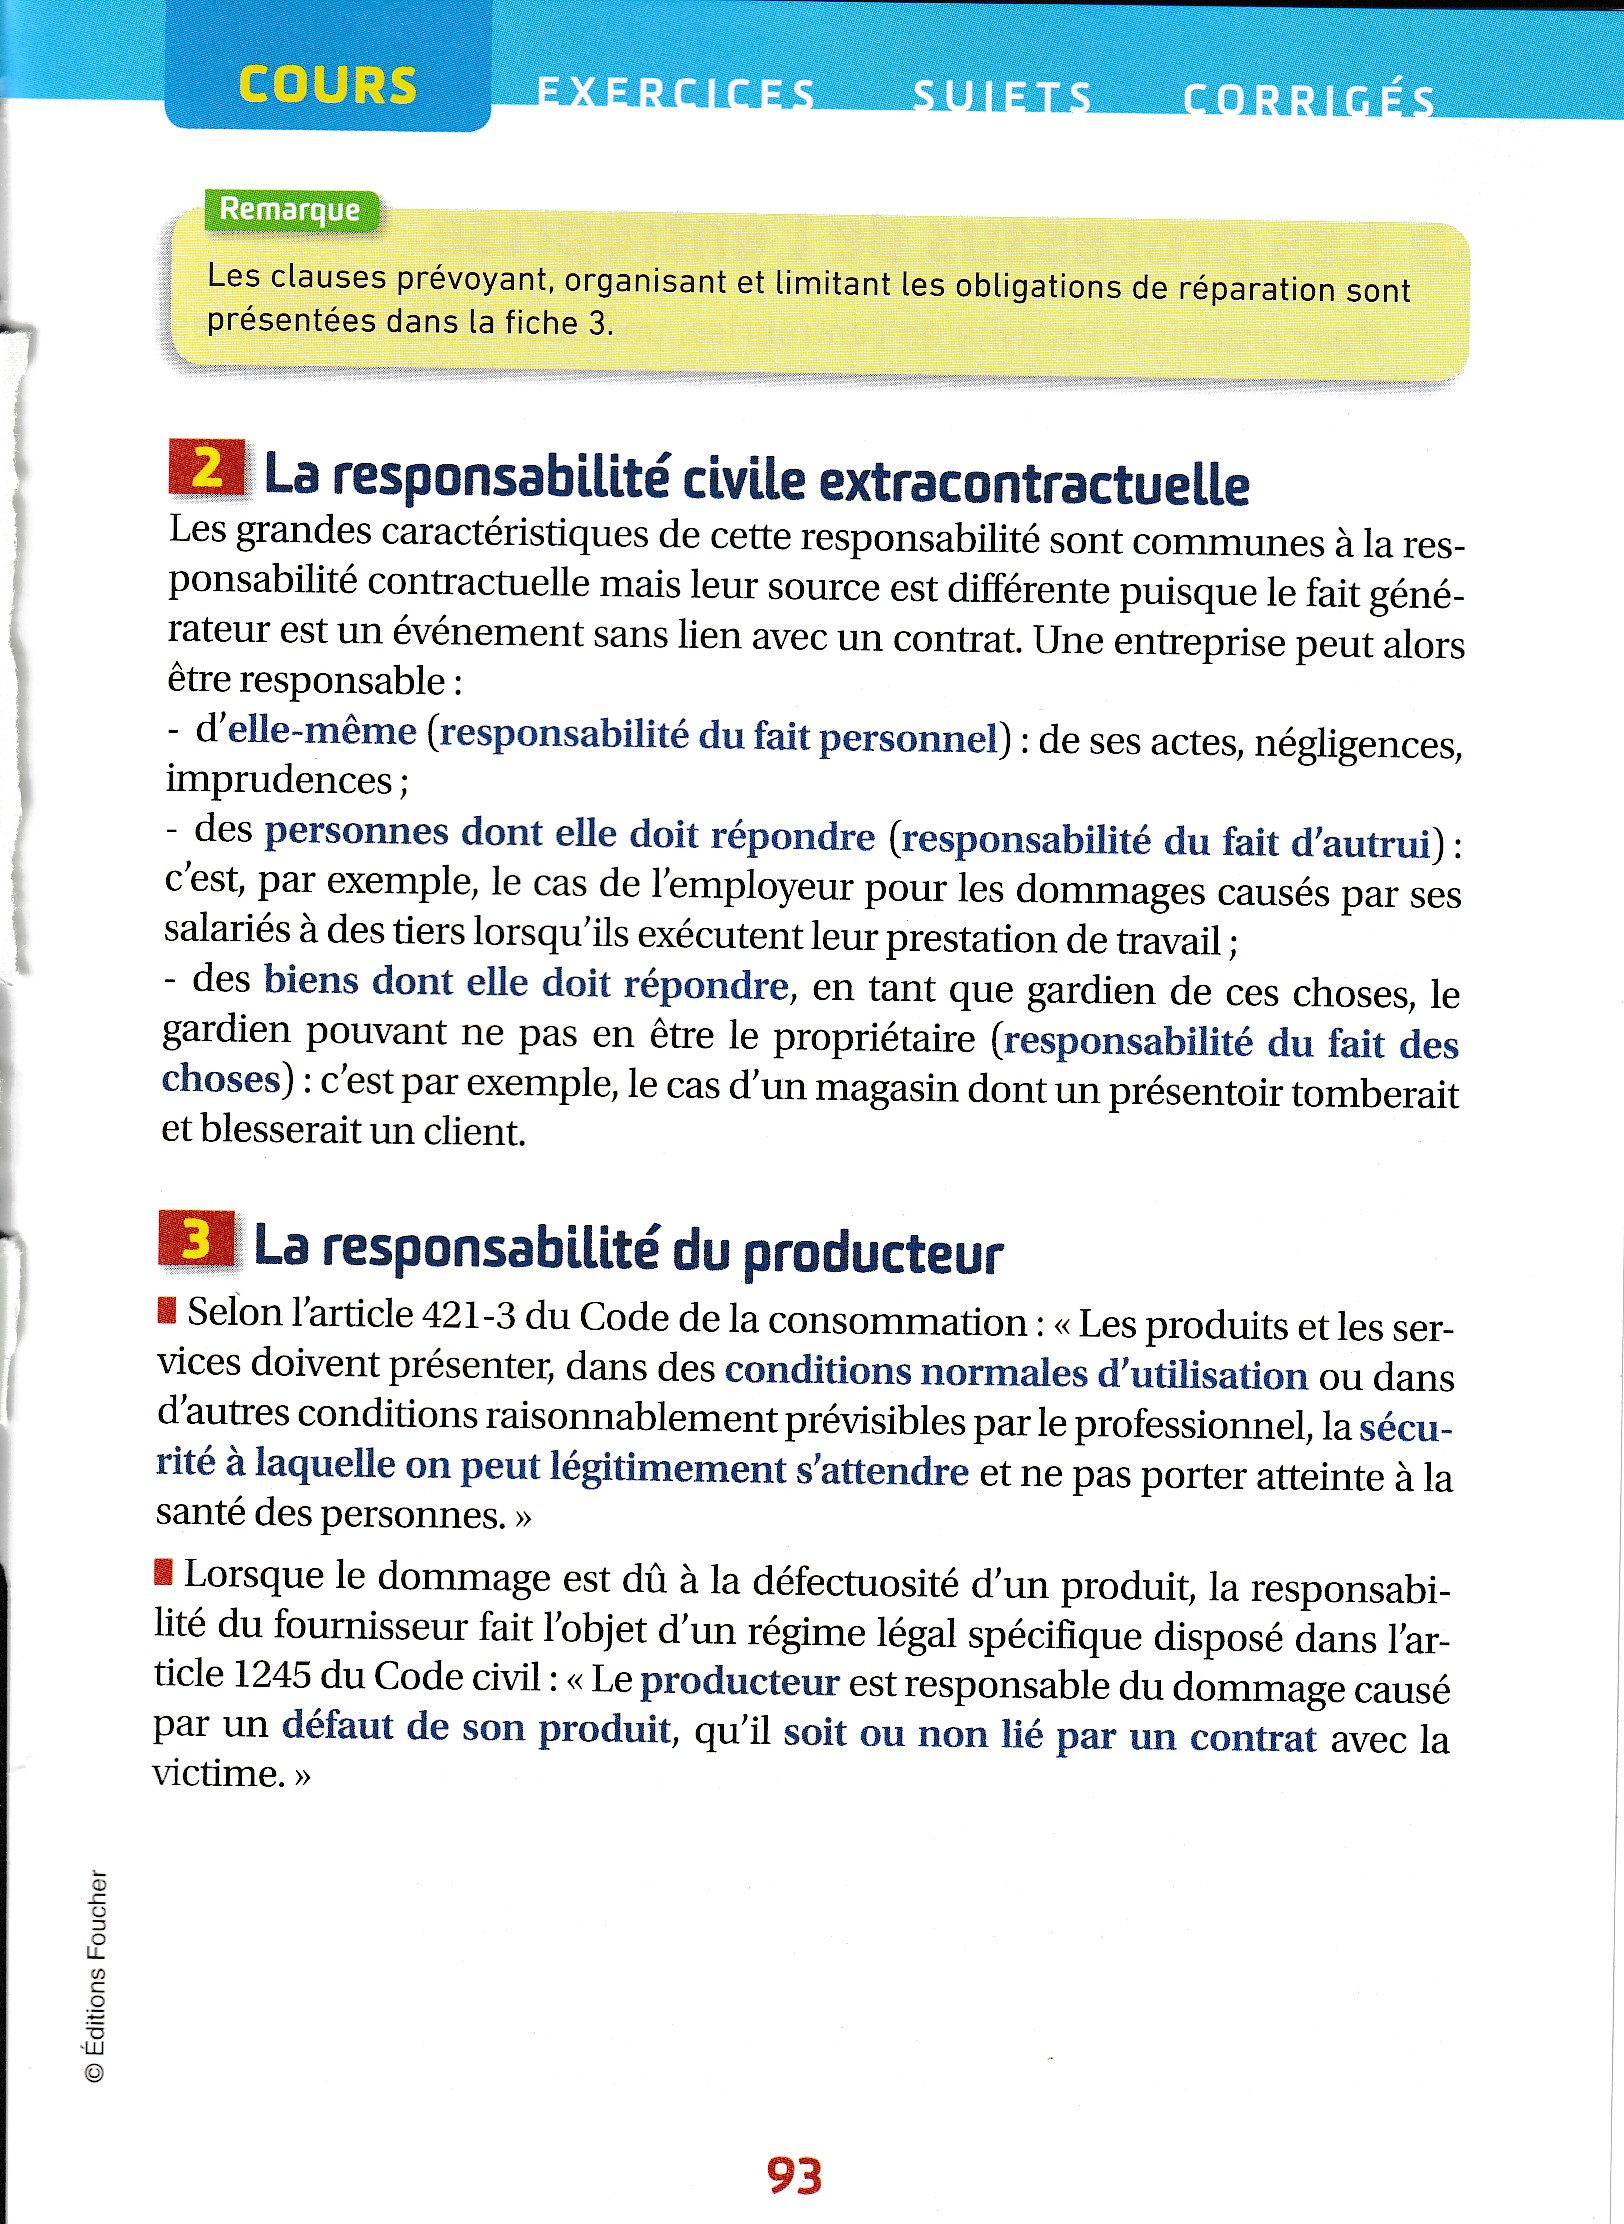 COURS EXERCICES SUJETS CORRIGÉS
Remarque
Les clauses prévoyant, organisant et limitant les obligations de réparation sont
présentées dans la fiche 3.
2 La responsabilité civile extracontractuelle
Les grandes caractéristiques de cette responsabilité sont communes à la res-
ponsabilité contractuelle mais leur source est différente puisque le fait géné-
rateur est un événement sans lien avec un contrat. Une entreprise peut alors
être responsable :
- d'elle-même (responsabilité du fait personnel) : de ses actes, négligences,
imprudences ;
- des personnes dont elle doit répondre (responsabilité du fait d'autrui) :
c'est, par exemple, le cas de l'employeur pour les dommages causés par ses
salariés à des tiers lorsqu'ils exécutent leur prestation de travail ;
- des biens dont elle doit répondre, en tant que gardien de ces choses, le
gardien pouvant ne pas en être le propriétaire (responsabilité du fait des
choses) : c'est par exemple, le cas d'un magasin dont un présentoir tomberait
et blesserait un client.
3 La responsabilité du producteur
Selon l'article 421-3 du Code de la consommation : « Les produits et les ser-
vices doivent présenter, dans des conditions normales d'utilisation ou dans
d'autres conditions raisonnablement prévisibles par le professionnel, la sécu-
rité à laquelle on peut légitimement s'attendre et ne pas porter atteinte à la
santé des personnes. »
Lorsque le dommage est dû à la défectuosité d'un produit, la responsabi-
lité du fournisseur fait l'objet d'un régime légal spécifique disposé dans l'ar-
ticle 1245 du Code civil : « Le producteur est responsable du dommage causé
par un défaut de son produit, qu'il soit ou non lié par un contrat avec la
victime. »
© Éditions Foucher
93